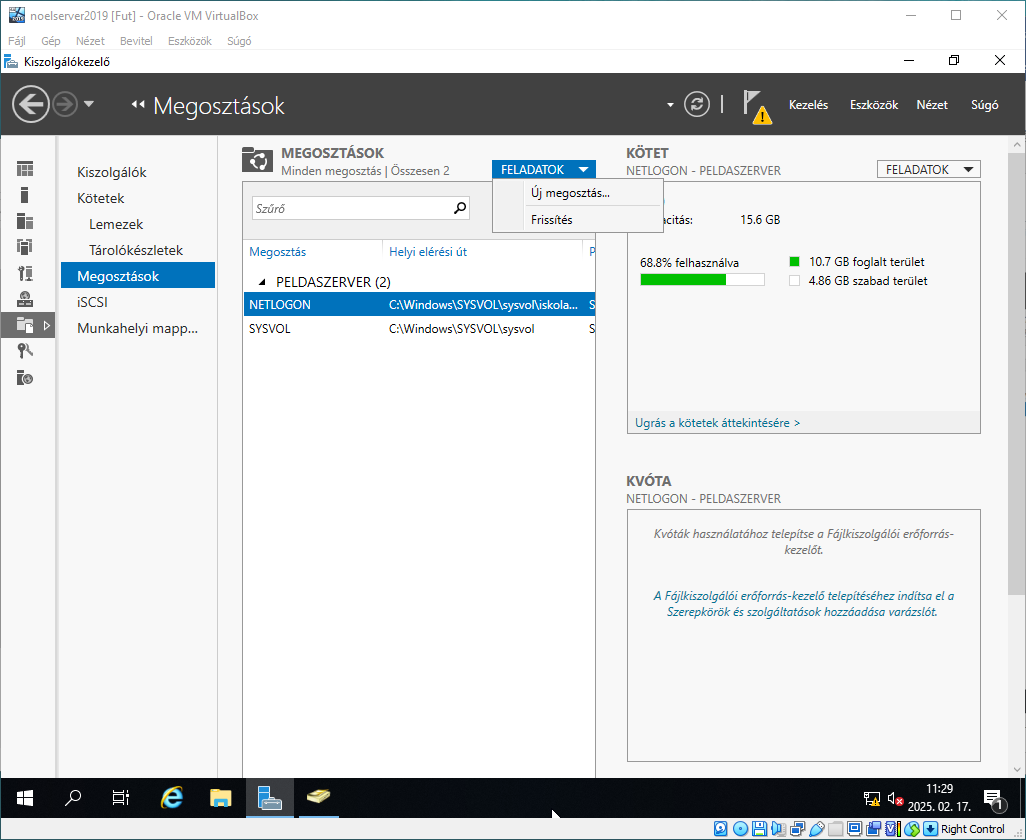 noelserver2019 [Fut] - Oracle VM VirtualBox
Fájl Gép Nézet Bevitel Eszközök Súgó
Kiszolgálókezelő
Megosztások
Kezelés Eszközök Nézet Súgó
Kiszolgálók
Kötetek
Lemezek
Tárolókészletek
Megosztások
iSCSI
Munkahelyi mapp...
MEGOSZTÁSOK
Minden megosztás | Összesen 2
FELADATOK
Új megosztás...
Frissítés
Szűrő
Megosztás Helyi elérési út P
PELDASZERVER (2)
NETLOGON C:\Windows\SYSVOL\sysvol\iskola... S
SYSVOL C:\Windows\SYSVOL\sysvol S
KÖTET
NETLOGON - PELDASZERVER
FELADATOK
acitás: 15.6 GB
68.8% felhasználva
10.7 GB foglalt terület
4.86 GB szabad terület
Ugrás a kötetek áttekintésére >
KVÓTA
NETLOGON - PELDASZERVER
Kvóták használatához telepítse a Fájlkiszolgálói erőforrás-
kezelőt.
A Fájlkiszolgálói erőforrás-kezelő telepítéséhez indítsa el a
Szerepkörök és szolgáltatások hozzáadása varázslót.
11:29
2025. 02. 17.
1
Right Control